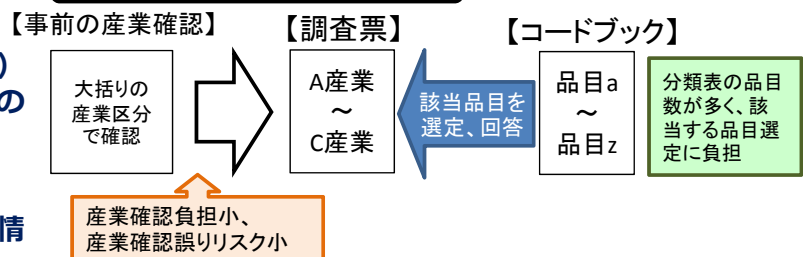 【事前の産業確認】
【調査票】
【コードブック】
)
の
情
大括りの
産業区分
で確認
A産業
~
C産業
該当品目を
選定、回答
品目a
~
品目z
分類表の品目
数が多く、該
当する品目選
定に負担
産業確認負担小、
産業確認誤りリスク小